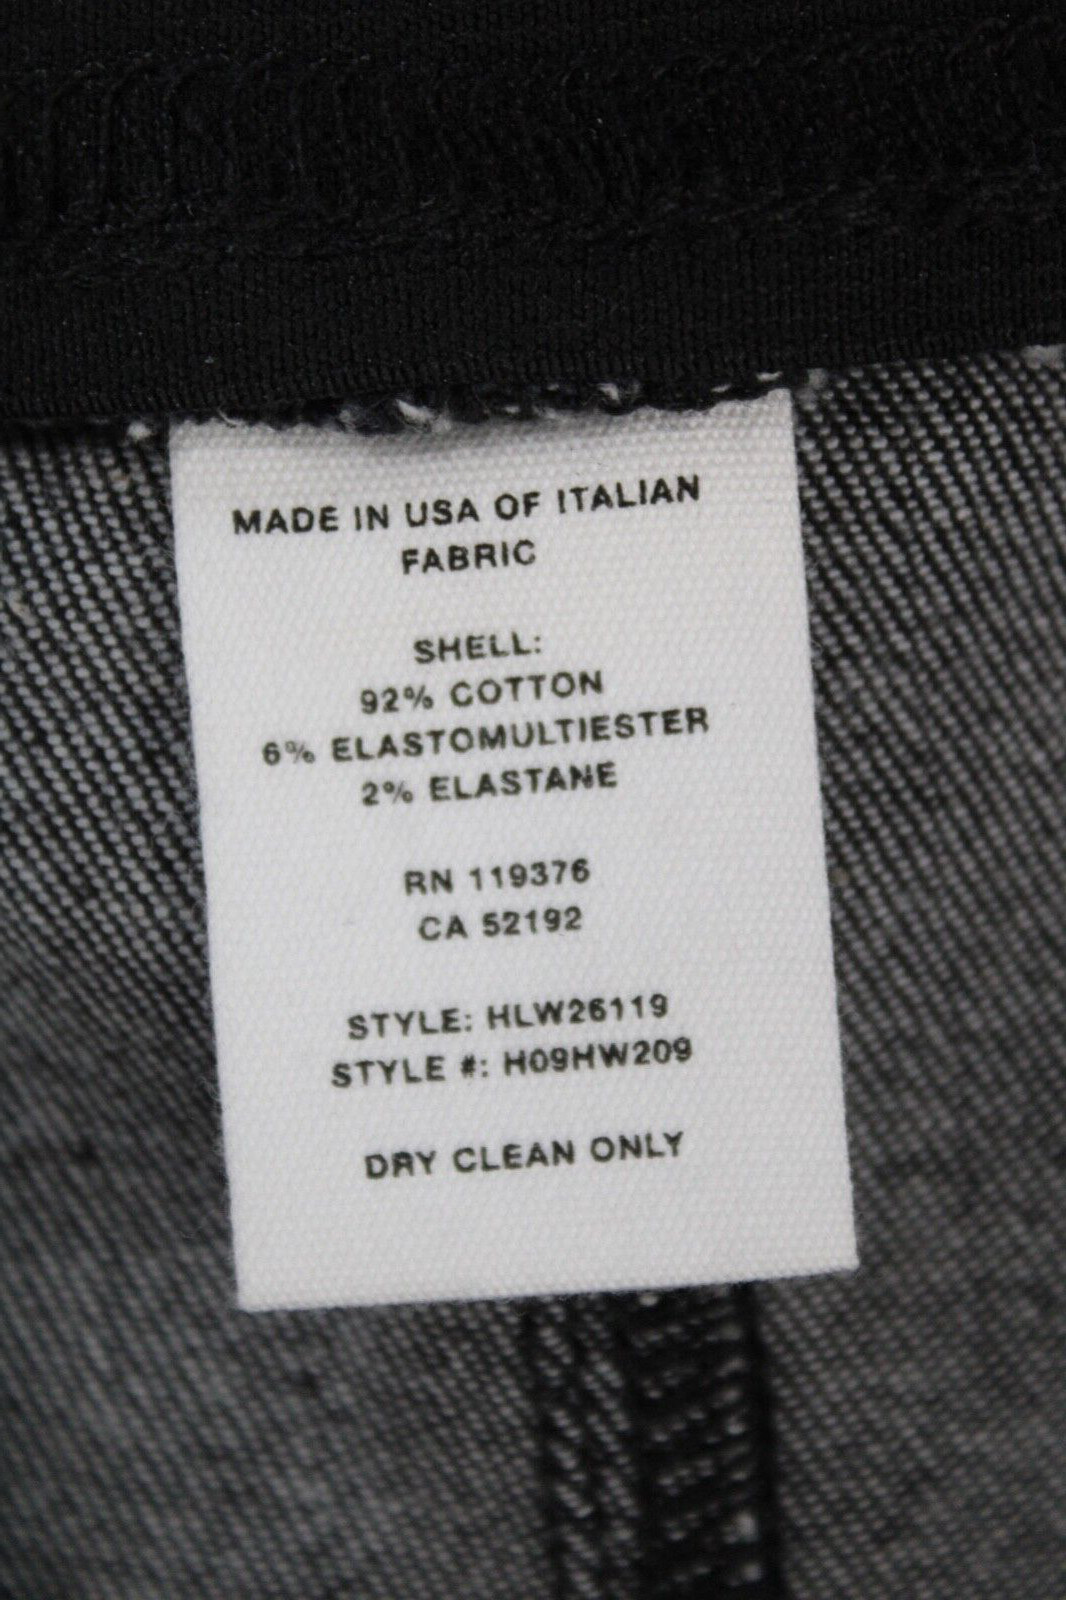 MADE IN USA OF ITALIAN
FABRIC
SHELL:
92% COTTON
6% ELASTOMULTIESTER
2% ELASTANE
RN 119376
CA 52192
STYLE: HLW26119
STYLE #: H09HW209
DRY CLEAN ONLY